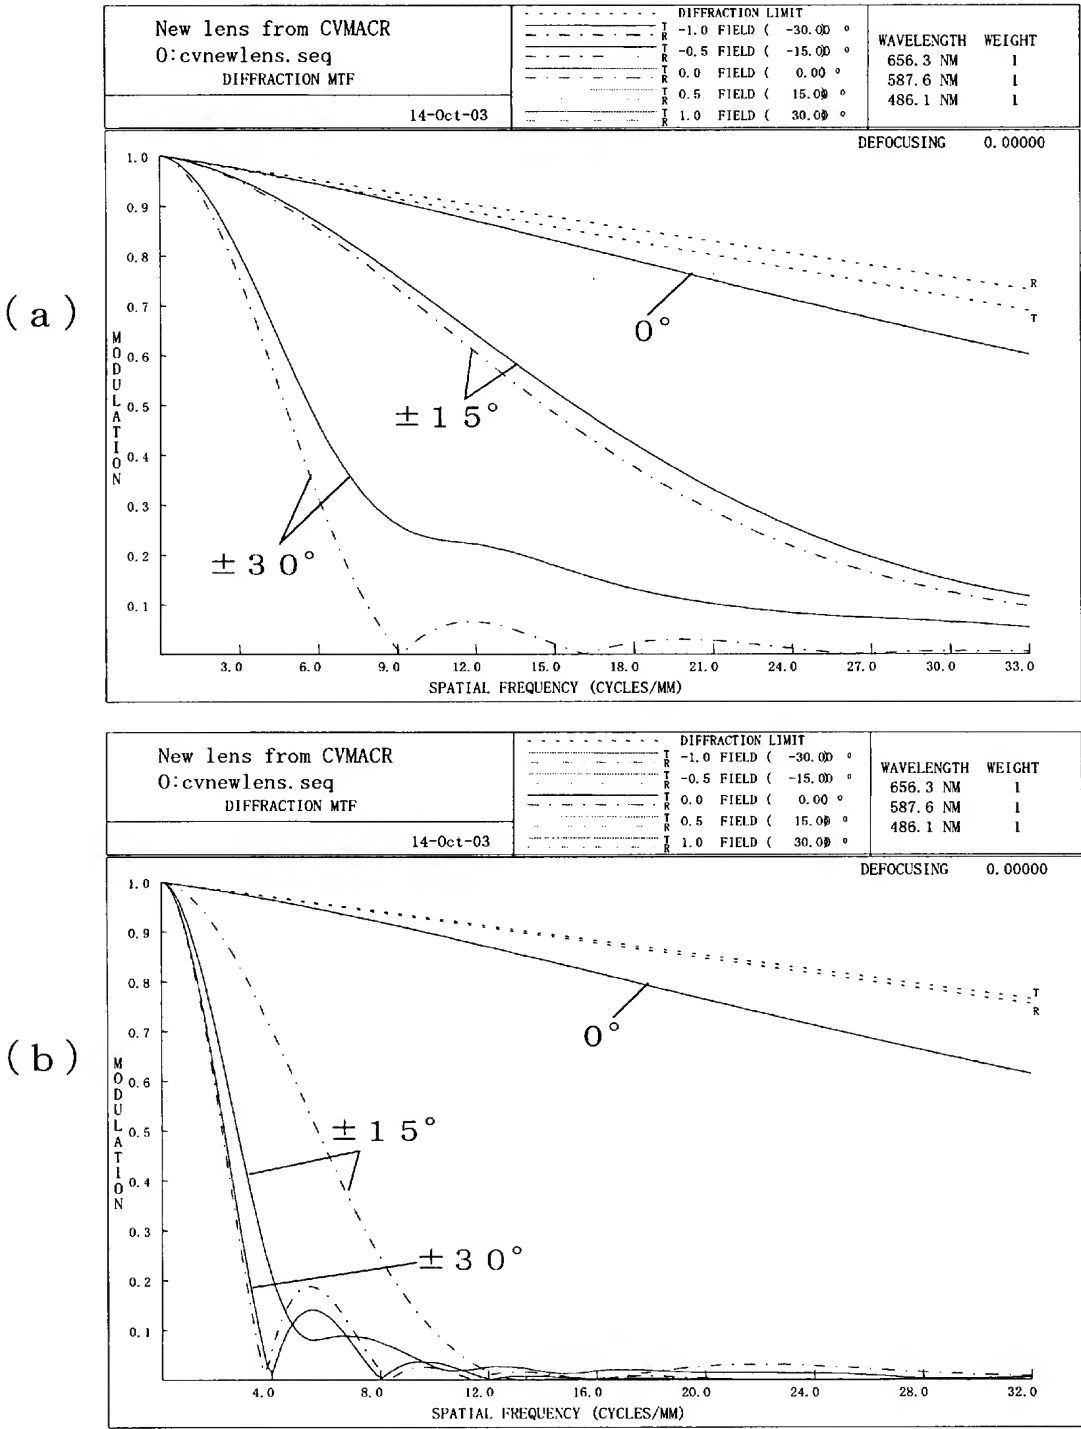 New lens from CVMACR
O:cvnewlens.seq
DIFFRACTION MTF
14-Oct-03
DIFFRACTION LIMIT
T
R -1.0 FIELD ( -30.00 °
T
R -0.5 FIELD ( -15.00 °
T
R 0.0 FIELD ( 0.00 °
T
R 0.5 FIELD ( 15.00 °
T
R 1.0 FIELD ( 30.00 °
WAVELENGTH WEIGHT
656.3 NM 1
587.6 NM 1
486.1 NM 1
DEFOCUSING 0.00000
(a)
MODULATION
1.0
0.9
0.8
0.7
0.6
0.5
0.4
0.3
0.2
0.1
R
T
0°
±15°
±30°
3.0 6.0 9.0 12.0 15.0 18.0 21.0 24.0 27.0 30.0 33.0
SPATIAL FREQUENCY (CYCLES/MM)
New lens from CVMACR
O:cvnewlens.seq
DIFFRACTION MTF
14-Oct-03
DIFFRACTION LIMIT
T
R -1.0 FIELD ( -30.00 °
T
R -0.5 FIELD ( -15.00 °
T
R 0.0 FIELD ( 0.00 °
T
R 0.5 FIELD ( 15.00 °
T
R 1.0 FIELD ( 30.00 °
WAVELENGTH WEIGHT
656.3 NM 1
587.6 NM 1
486.1 NM 1
DEFOCUSING 0.00000
(b)
MODULATION
1.0
0.9
0.8
0.7
0.6
0.5
0.4
0.3
0.2
0.1
T
R
0°
±15°
±30°
4.0 8.0 12.0 16.0 20.0 24.0 28.0 32.0
SPATIAL FREQUENCY (CYCLES/MM)